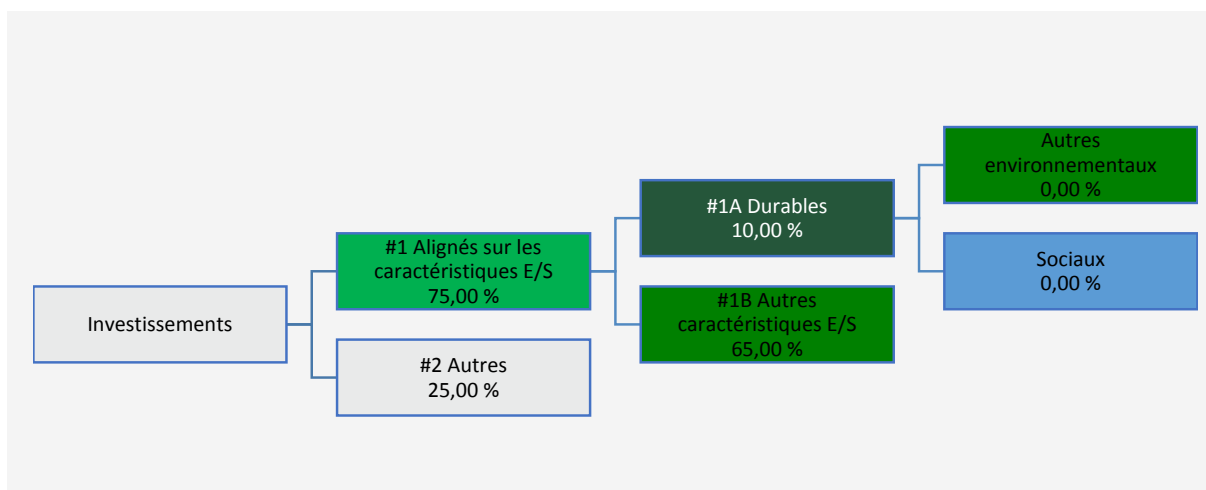 Investissements
#1 Alignés sur les
caractéristiques E/S
75,00 %
#2 Autres
25,00 %
#1A Durables
10,00 %
#1B Autres
caractéristiques E/S
65,00 %
Autres
environnementaux
0,00 %
Sociaux
0,00 %